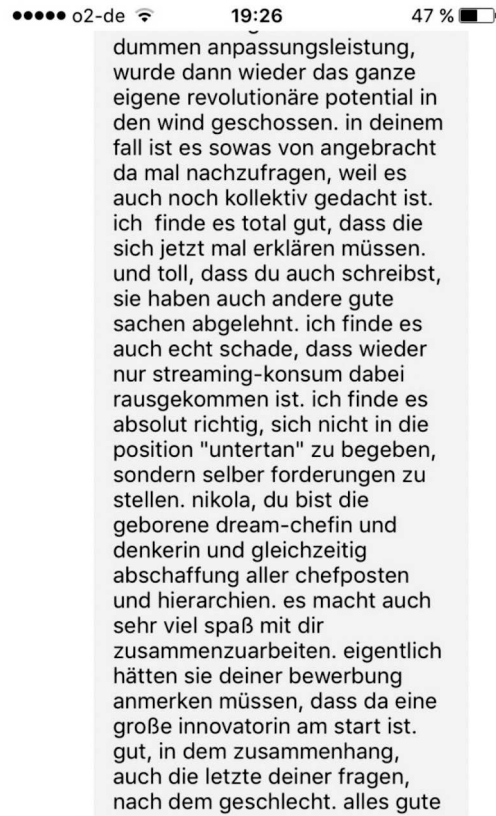 o2-de 19:26 47 %
dummen anpassungsleistung,
wurde dann wieder das ganze
eigene revolutionäre potential in
den wind geschossen. in deinem
fall ist es sowas von angebracht
da mal nachzufragen, weil es
auch noch kollektiv gedacht ist.
ich  finde es total gut, dass die
sich jetzt mal erklären müssen.
und toll, dass du auch schreibst,
sie haben auch andere gute
sachen abgelehnt. ich finde es
auch echt schade, dass wieder
nur streaming-konsum dabei
rausgekommen ist. ich finde es
absolut richtig, sich nicht in die
position "untertan" zu begeben,
sondern selber forderungen zu
stellen. nikola, du bist die
geborene dream-chefin und
denkerin und gleichzeitig
abschaffung aller chefposten
und hierarchien. es macht auch
sehr viel spaß mit dir
zusammenzuarbeiten. eigentlich
hätten sie deiner bewerbung
anmerken müssen, dass da eine
große innovatorin am start ist.
gut, in dem zusammenhang,
auch die letzte deiner fragen,
nach dem geschlecht. alles gute